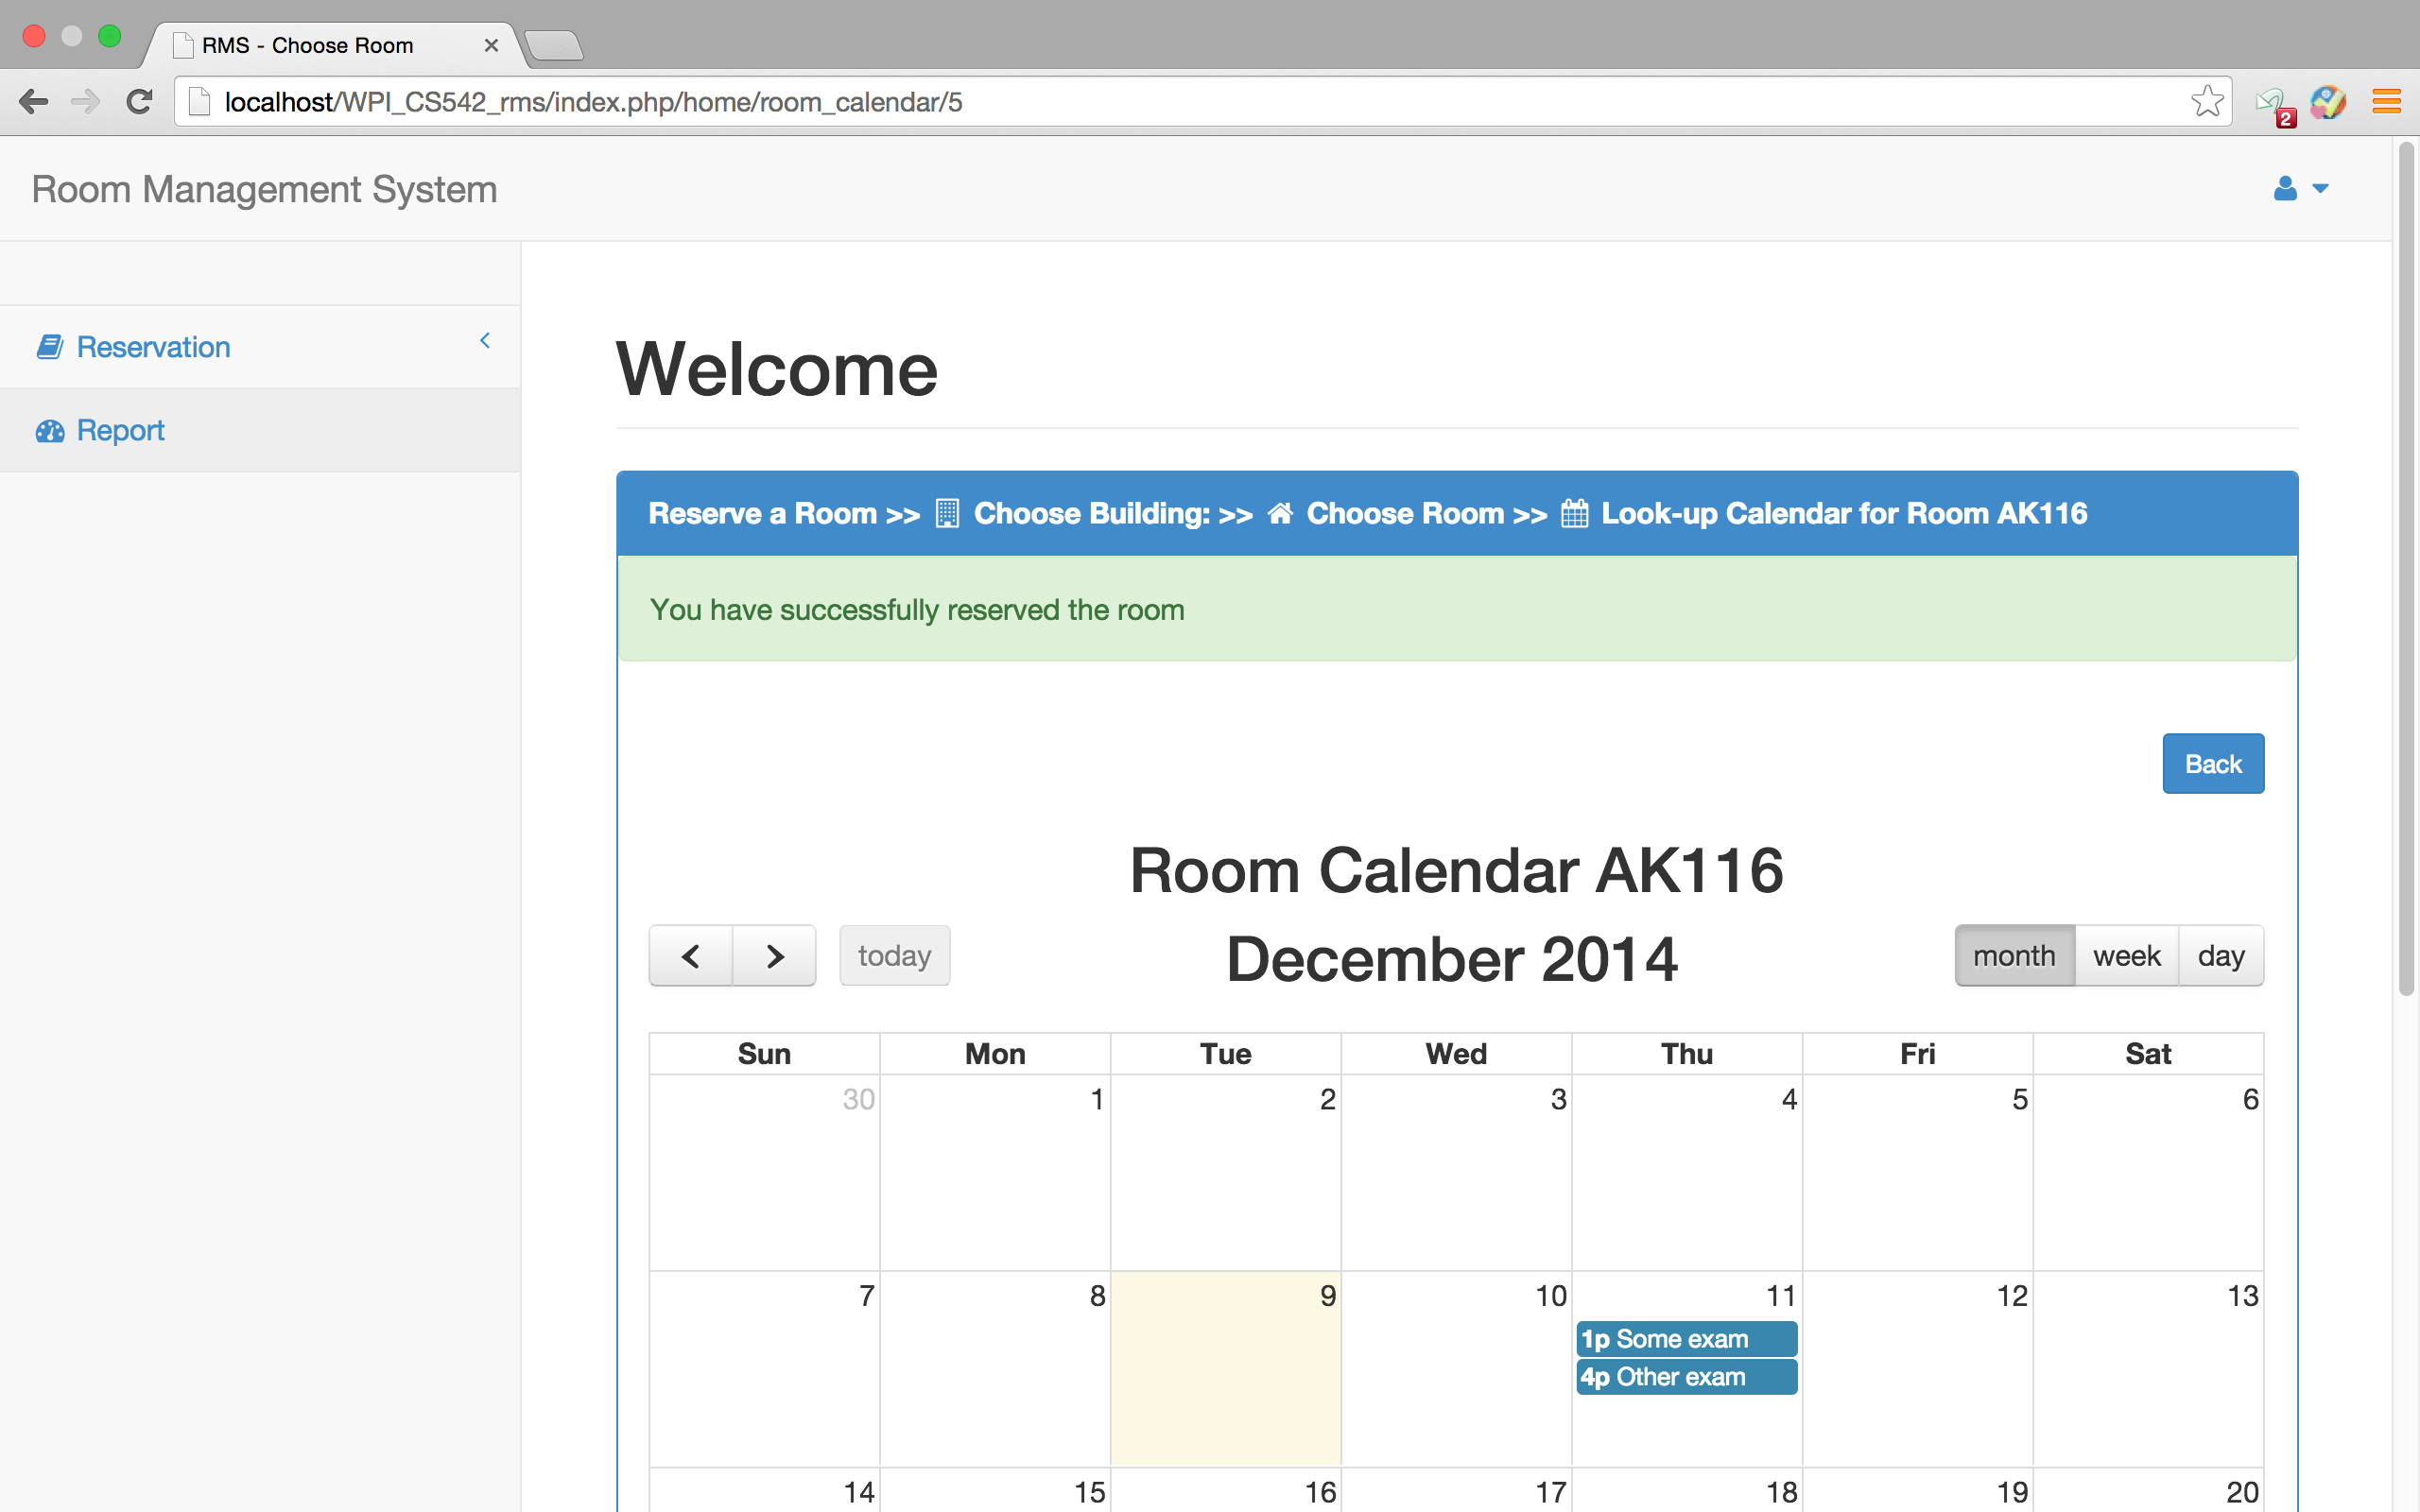 RMS - Choose Room
localhost/WPI_CS542_rms/index.php/home/room_calendar/5
2
Room Management System
Reservation
Report
Welcome
Reserve a Room >> Choose Building: >> Choose Room >> Look-up Calendar for Room AK116
You have successfully reserved the room
Back
Room Calendar AK116
today December 2014 month week day
Sun Mon Tue Wed Thu Fri Sat
30 1 2 3 4 5 6
7 8 9 10 11 12 13
1p Some exam
4p Other exam
14 15 16 17 18 19 20